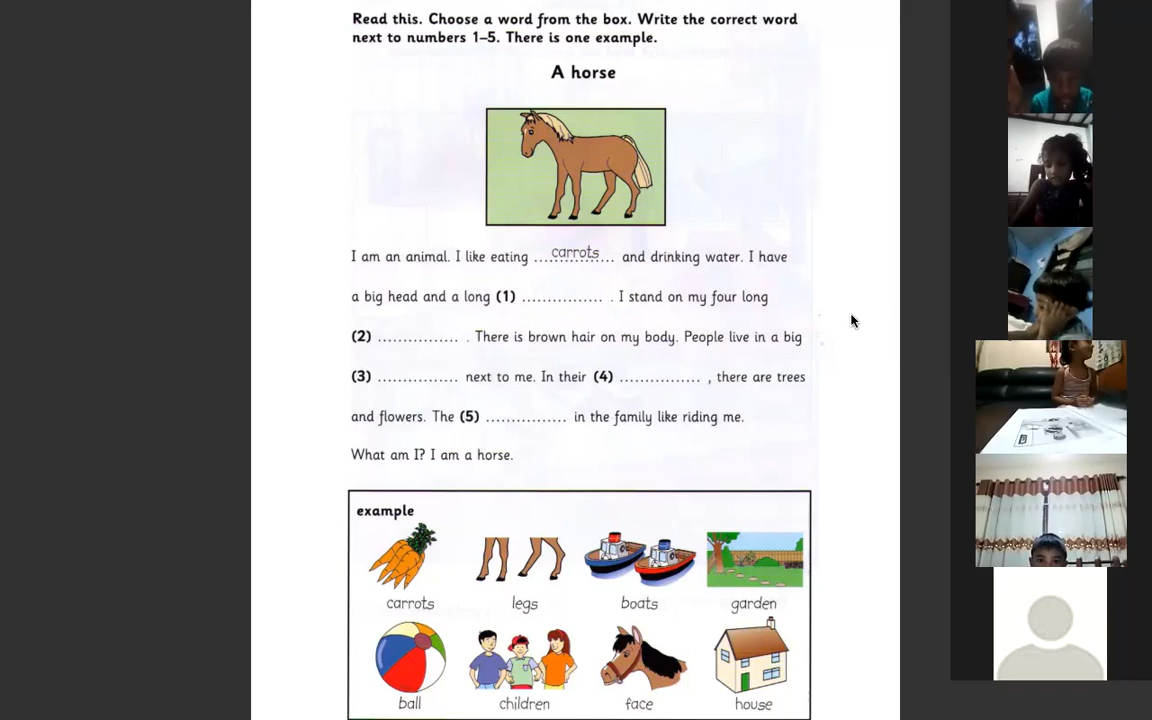 Read this. Choose a word from the box. Write the correct word
next to numbers 1–5. There is one example.
A horse
I am an animal. I like eating .....carrots..... and drinking water. I have
a big head and a long (1) ................ . I stand on my four long
(2) ................ . There is brown hair on my body. People live in a big
(3) ................ next to me. In their (4) ................ , there are trees
and flowers. The (5) ................ in the family like riding me.
What am I? I am a horse.
example
carrots legs boats garden
ball children face house